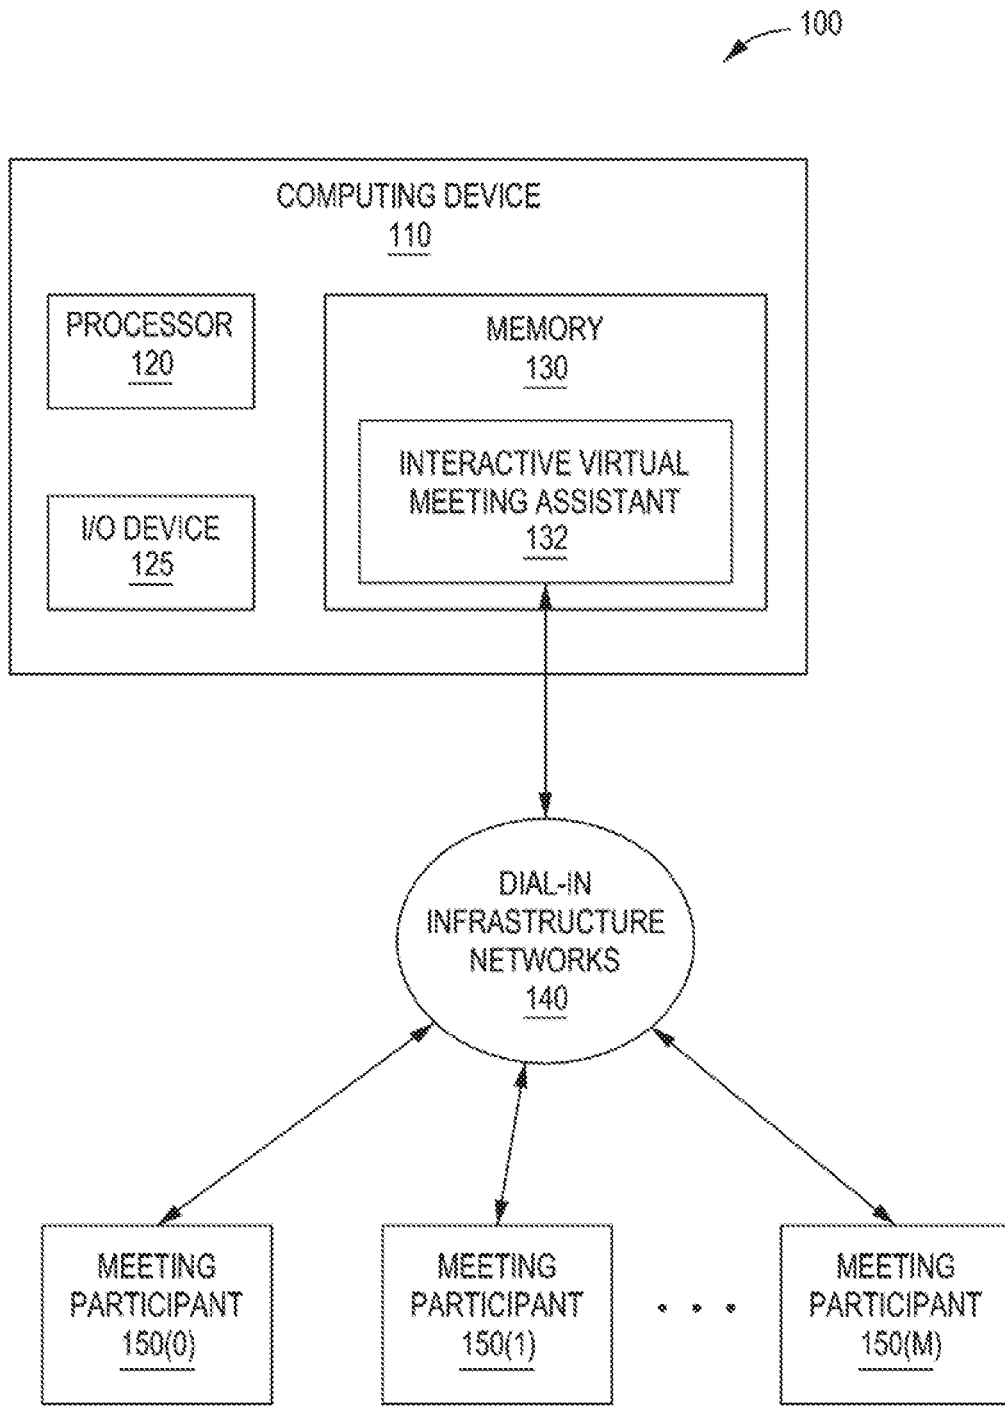 100
COMPUTING DEVICE
110
PROCESSOR
120
MEMORY
130
INTERACTIVE VIRTUAL
MEETING ASSISTANT
132
I/O DEVICE
125
DIAL-IN
INFRASTRUCTURE
NETWORKS
140
MEETING
PARTICIPANT
150(0)
MEETING
PARTICIPANT
150(1)
• • •
MEETING
PARTICIPANT
150(M)